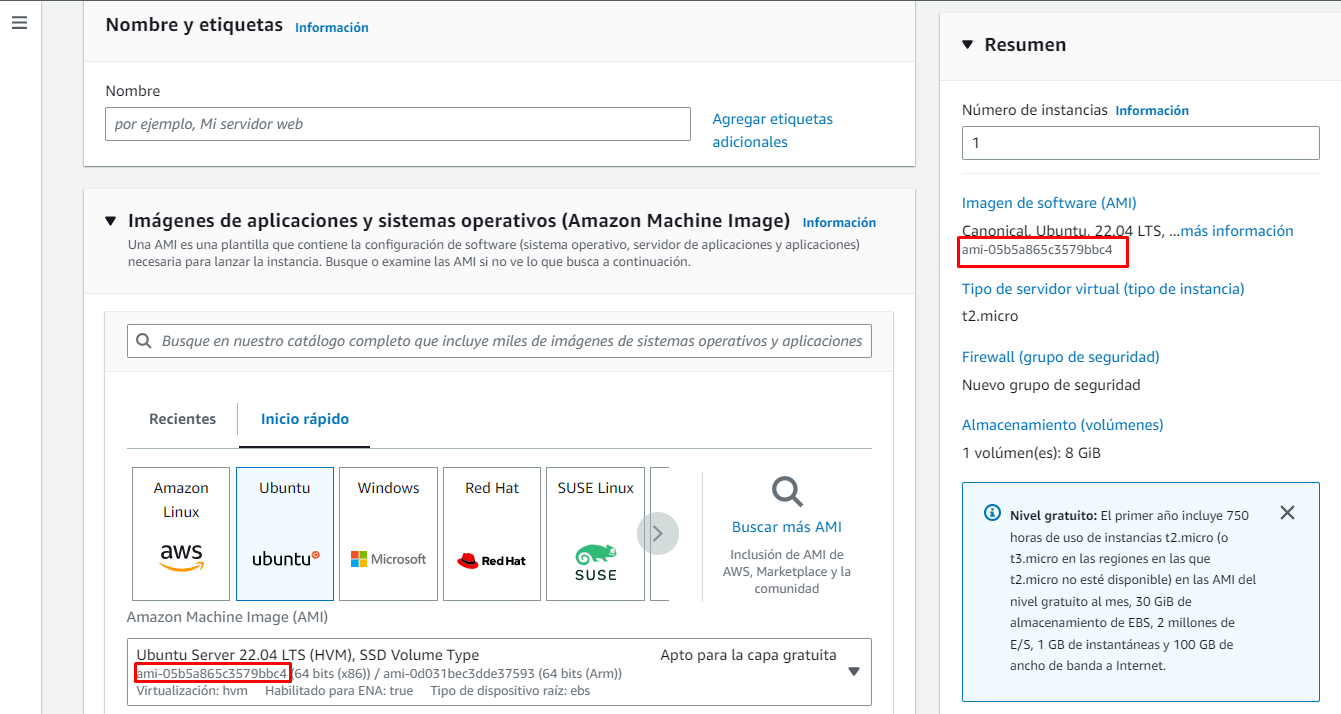 Nombre y etiquetas Información
Nombre
por ejemplo, Mi servidor web
Agregar etiquetas
adicionales
Imágenes de aplicaciones y sistemas operativos (Amazon Machine Image) Información
Una AMI es una plantilla que contiene la configuración de software (sistema operativo, servidor de aplicaciones y aplicaciones)
necesaria para lanzar la instancia. Busque o examine las AMI si no ve lo que busca a continuación.
Busque en nuestro catálogo completo que incluye miles de imágenes de sistemas operativos y aplicaciones
Recientes
Inicio rápido
Amazon
Linux
aws
Ubuntu
ubuntu
Windows
Microsoft
Red Hat
Red Hat
SUSE Linux
SUSE
Buscar más AMI
Inclusión de AMI de
AWS, Marketplace y la
comunidad
Amazon Machine Image (AMI)
Ubuntu Server 22.04 LTS (HVM), SSD Volume Type
Apto para la capa gratuita
ami-05b5a865c3579bbc4 (64 bits (x86)) / ami-0d031bec3dde37593 (64 bits (Arm))
Virtualización: hvm Habilitado para ENA: true Tipo de dispositivo raíz: ebs
Resumen
Número de instancias Información
1
Imagen de software (AMI)
Canonical, Ubuntu, 22.04 LTS, ...más información
ami-05b5a865c3579bbc4
Tipo de servidor virtual (tipo de instancia)
t2.micro
Firewall (grupo de seguridad)
Nuevo grupo de seguridad
Almacenamiento (volúmenes)
1 volúmen(es): 8 GiB
Nivel gratuito: El primer año incluye 750
horas de uso de instancias t2.micro (o
t3.micro en las regiones en las que
t2.micro no esté disponible) en las AMI del
nivel gratuito al mes, 30 GiB de
almacenamiento de EBS, 2 millones de
E/S, 1 GB de instantáneas y 100 GB de
ancho de banda a Internet.